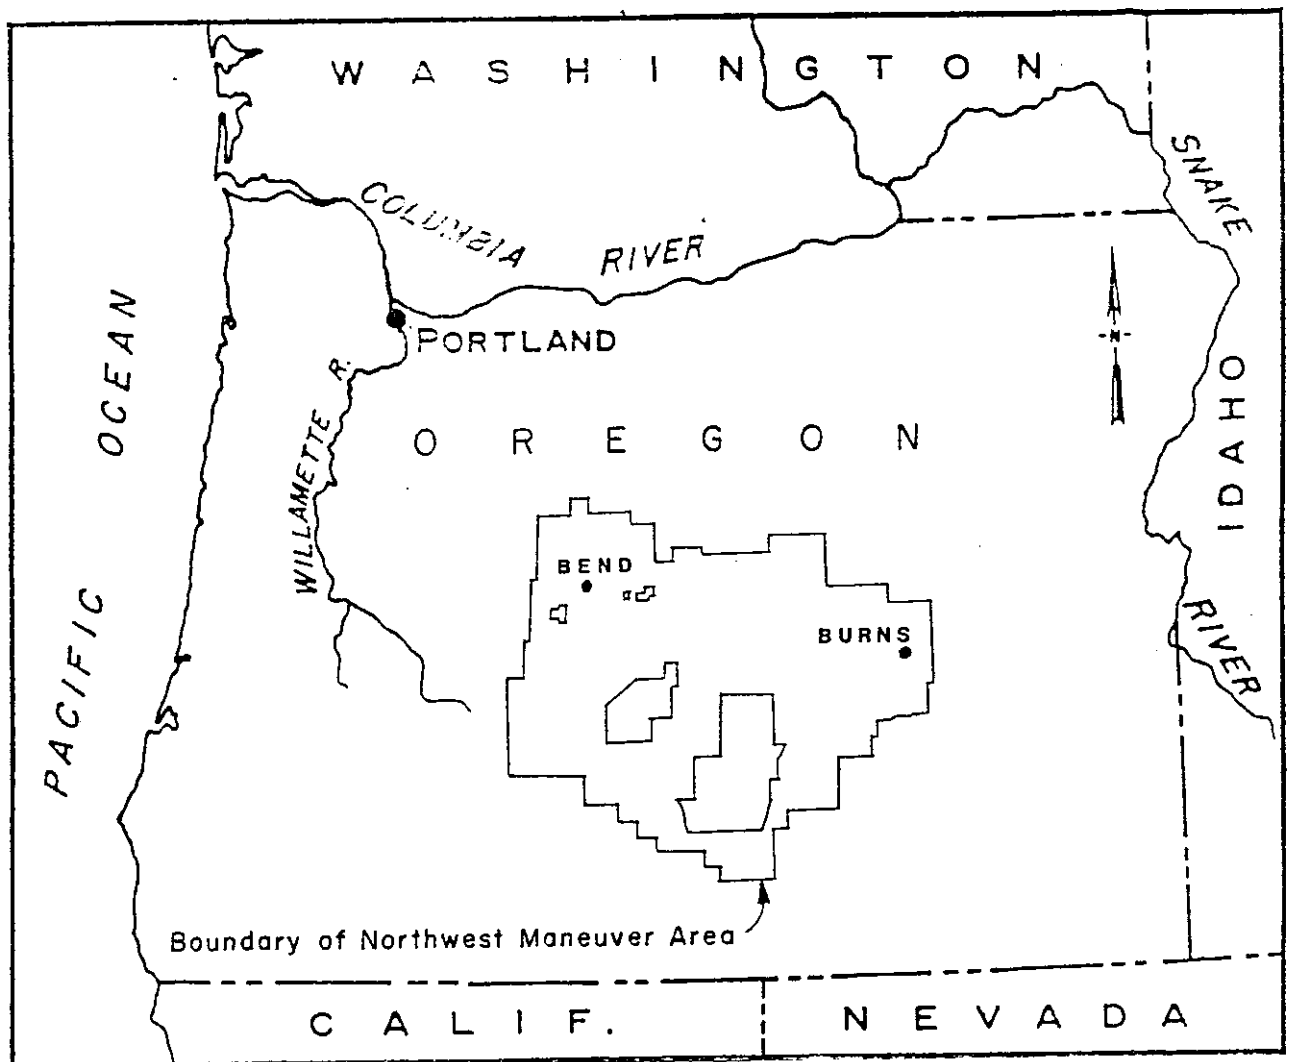 WASHINGTON
SNAKE
COLUMBIA
RIVER
N
PORTLAND
WILLAMETTE R.
PACIFIC OCEAN
IDAHO
OREGON
BEND
BURNS
RIVER
Boundary of Northwest Maneuver Area
CALIF.
NEVADA